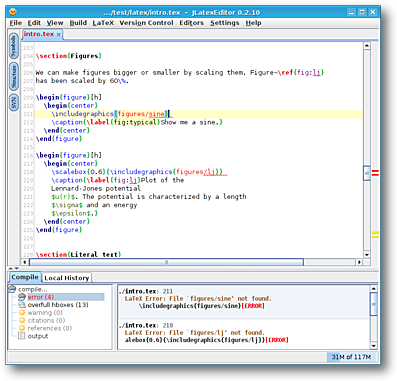 .../test/latex/intro.tex - JLatexEditor 0.2.10
File View Build LaTeX Version Control Editors Settings Help
intro.tex ×
Symbols
Structure
SVN
203
204 \section{Figures}
205
206 We can make figures bigger or smaller by scaling them. Figure~\ref{fig:lj}
207 has been scaled by 60\%.
208
209 \begin{figure}[h]
210 \begin{center}
211 \includegraphics{figures/sine}
212 \caption{\label{fig:typical}Show me a sine.}
213 \end{center}
214 \end{figure}
215
216 \begin{figure}[h]
217 \begin{center}
218 \scalebox{0.6}{\includegraphics{figures/lj}}
219 \caption{\label{fig:lj}Plot of the
220 Lennard-Jones potential
221 $u(r)$. The potential is characterized by a length
222 $\sigma$ and an energy
223 $\epsilon$.}
224 \end{center}
225 \end{figure}
226
227
228 \section{Literal text}
Compile Local History
compile...
error (4)
overfull hboxes (13)
warning (0)
citations (0)
references (0)
output
./intro.tex: 211
LaTeX Error: File `figures/sine' not found.
\includegraphics{figures/sine}[ERROR]
./intro.tex: 218
LaTeX Error: File `figures/lj' not found.
alebox{0.6}{\includegraphics{figures/lj}}[ERROR]
31M of 117M